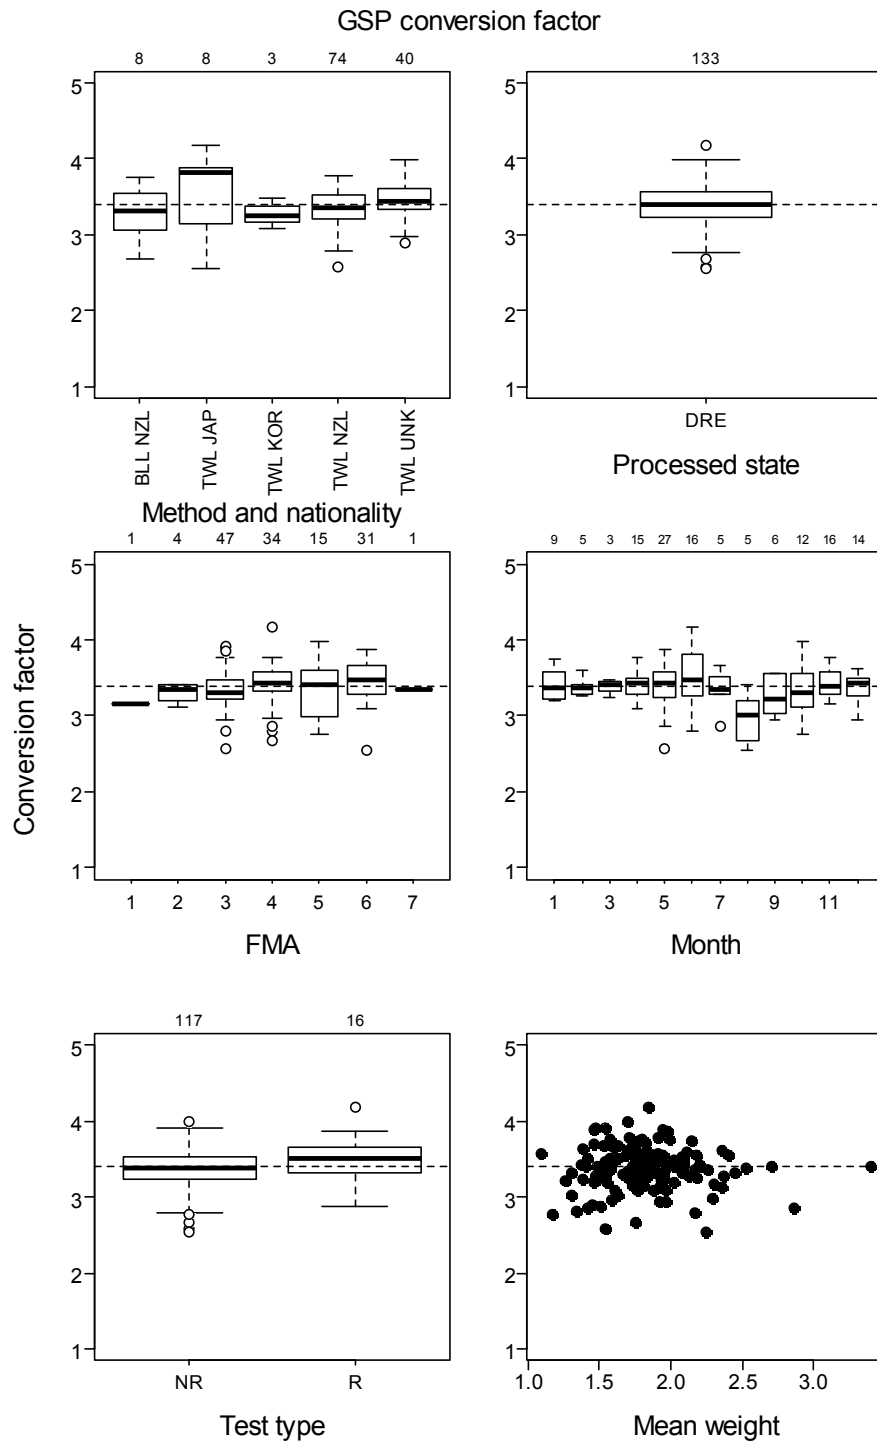 GSP conversion factor
8 8 3 74 40
5
4
3
2
1
BLL NZL
TWL JAP
TWL KOR
TWL NZL
TWL UNK
Method and nationality
133
5
4
3
2
1
DRE
Processed state
Conversion factor
1 4 47 34 15 31 1
5
4
3
2
1
1 2 3 4 5 6 7
FMA
9 5 3 15 27 16 5 5 6 12 16 14
5
4
3
2
1
1 3 5 7 9 11
Month
117 16
5
4
3
2
1
NR R
Test type
5
4
3
2
1
1.0 1.5 2.0 2.5 3.0
Mean weight